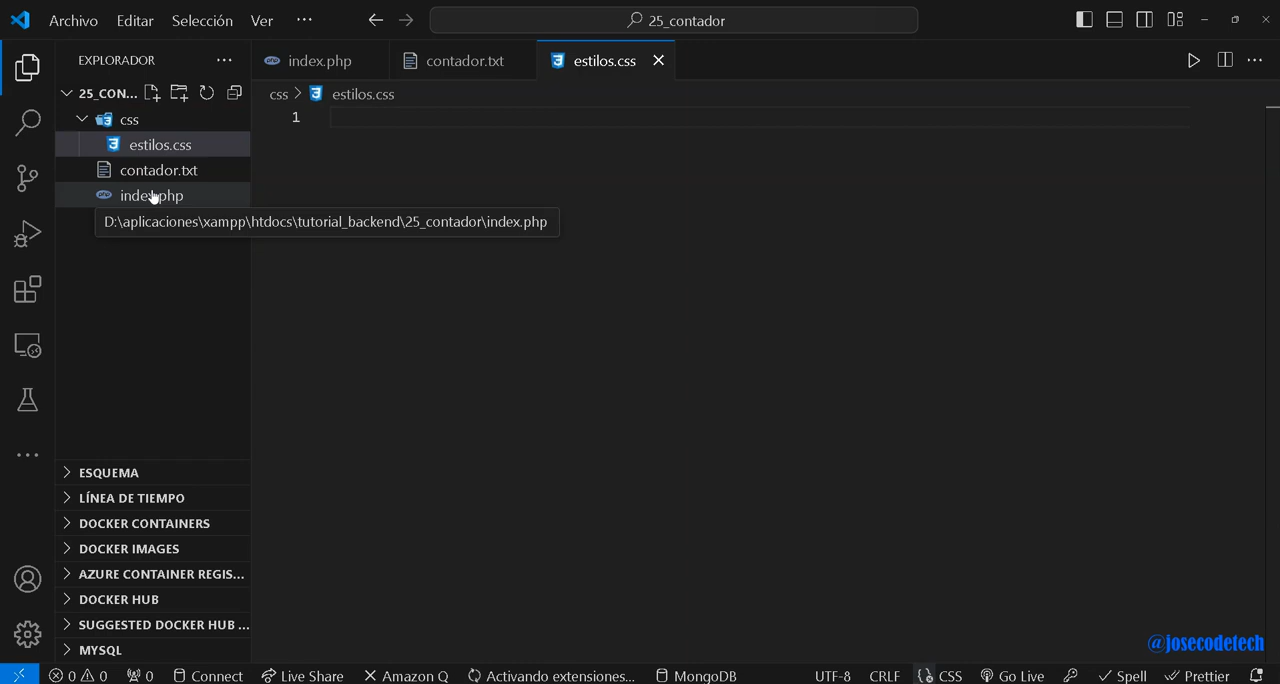 Archivo Editar Selección Ver ··· 25_contador
EXPLORADOR ···
index.php contador.txt estilos.css
25_CON...
css > estilos.css
css
1
estilos.css
contador.txt
index.php
D:\aplicaciones\xampp\htdocs\tutorial_backend\25_contador\index.php
ESQUEMA
LÍNEA DE TIEMPO
DOCKER CONTAINERS
DOCKER IMAGES
AZURE CONTAINER REGIS...
DOCKER HUB
SUGGESTED DOCKER HUB ...
MYSQL
@josecodetech
0 0 0 Connect Live Share Amazon Q Activando extensiones... MongoDB UTF-8 CRLF CSS Go Live Spell Prettier